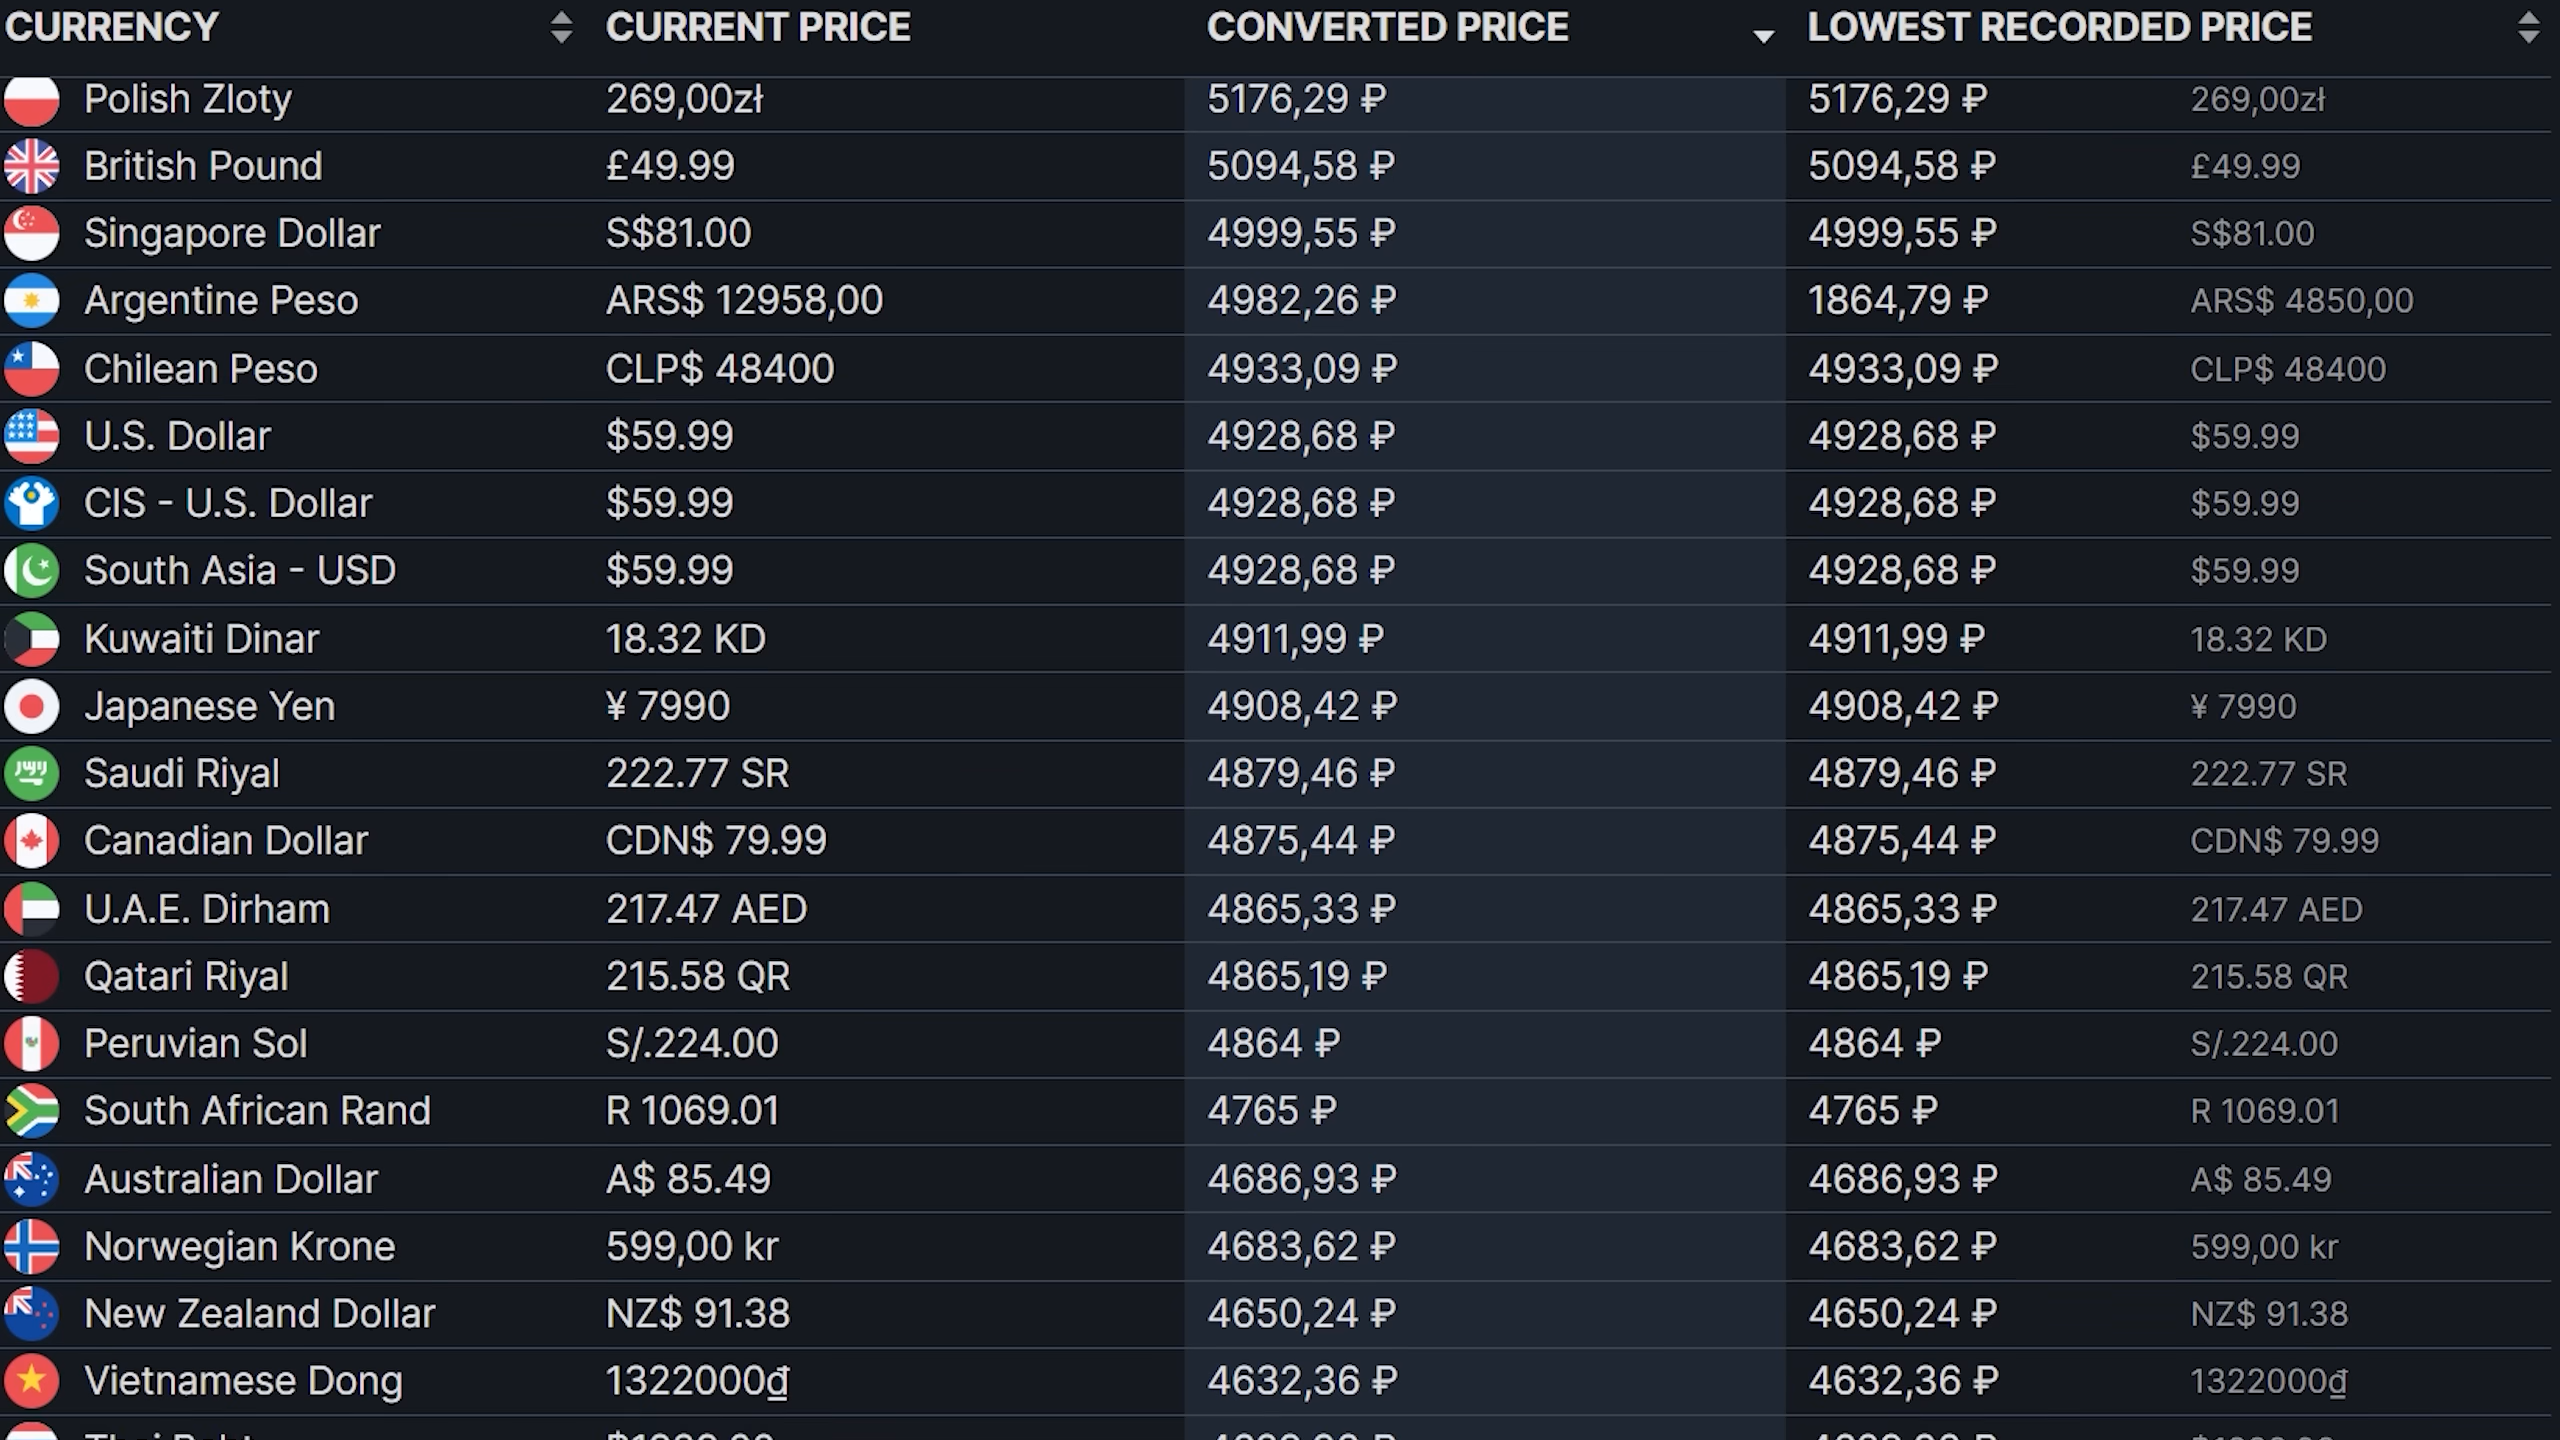 CURRENCY CURRENT PRICE CONVERTED PRICE LOWEST RECORDED PRICE
Polish Zloty 269,00zł 5176,29 ₽ 5176,29 ₽ 269,00zł
British Pound £49.99 5094,58 ₽ 5094,58 ₽ £49.99
Singapore Dollar S$81.00 4999,55 ₽ 4999,55 ₽ S$81.00
Argentine Peso ARS$ 12958,00 4982,26 ₽ 1864,79 ₽ ARS$ 4850,00
Chilean Peso CLP$ 48400 4933,09 ₽ 4933,09 ₽ CLP$ 48400
U.S. Dollar $59.99 4928,68 ₽ 4928,68 ₽ $59.99
CIS - U.S. Dollar $59.99 4928,68 ₽ 4928,68 ₽ $59.99
South Asia - USD $59.99 4928,68 ₽ 4928,68 ₽ $59.99
Kuwaiti Dinar 18.32 KD 4911,99 ₽ 4911,99 ₽ 18.32 KD
Japanese Yen ¥ 7990 4908,42 ₽ 4908,42 ₽ ¥ 7990
Saudi Riyal 222.77 SR 4879,46 ₽ 4879,46 ₽ 222.77 SR
Canadian Dollar CDN$ 79.99 4875,44 ₽ 4875,44 ₽ CDN$ 79.99
U.A.E. Dirham 217.47 AED 4865,33 ₽ 4865,33 ₽ 217.47 AED
Qatari Riyal 215.58 QR 4865,19 ₽ 4865,19 ₽ 215.58 QR
Peruvian Sol S/.224.00 4864 ₽ 4864 ₽ S/.224.00
South African Rand R 1069.01 4765 ₽ 4765 ₽ R 1069.01
Australian Dollar A$ 85.49 4686,93 ₽ 4686,93 ₽ A$ 85.49
Norwegian Krone 599,00 kr 4683,62 ₽ 4683,62 ₽ 599,00 kr
New Zealand Dollar NZ$ 91.38 4650,24 ₽ 4650,24 ₽ NZ$ 91.38
Vietnamese Dong 1322000₫ 4632,36 ₽ 4632,36 ₽ 1322000₫